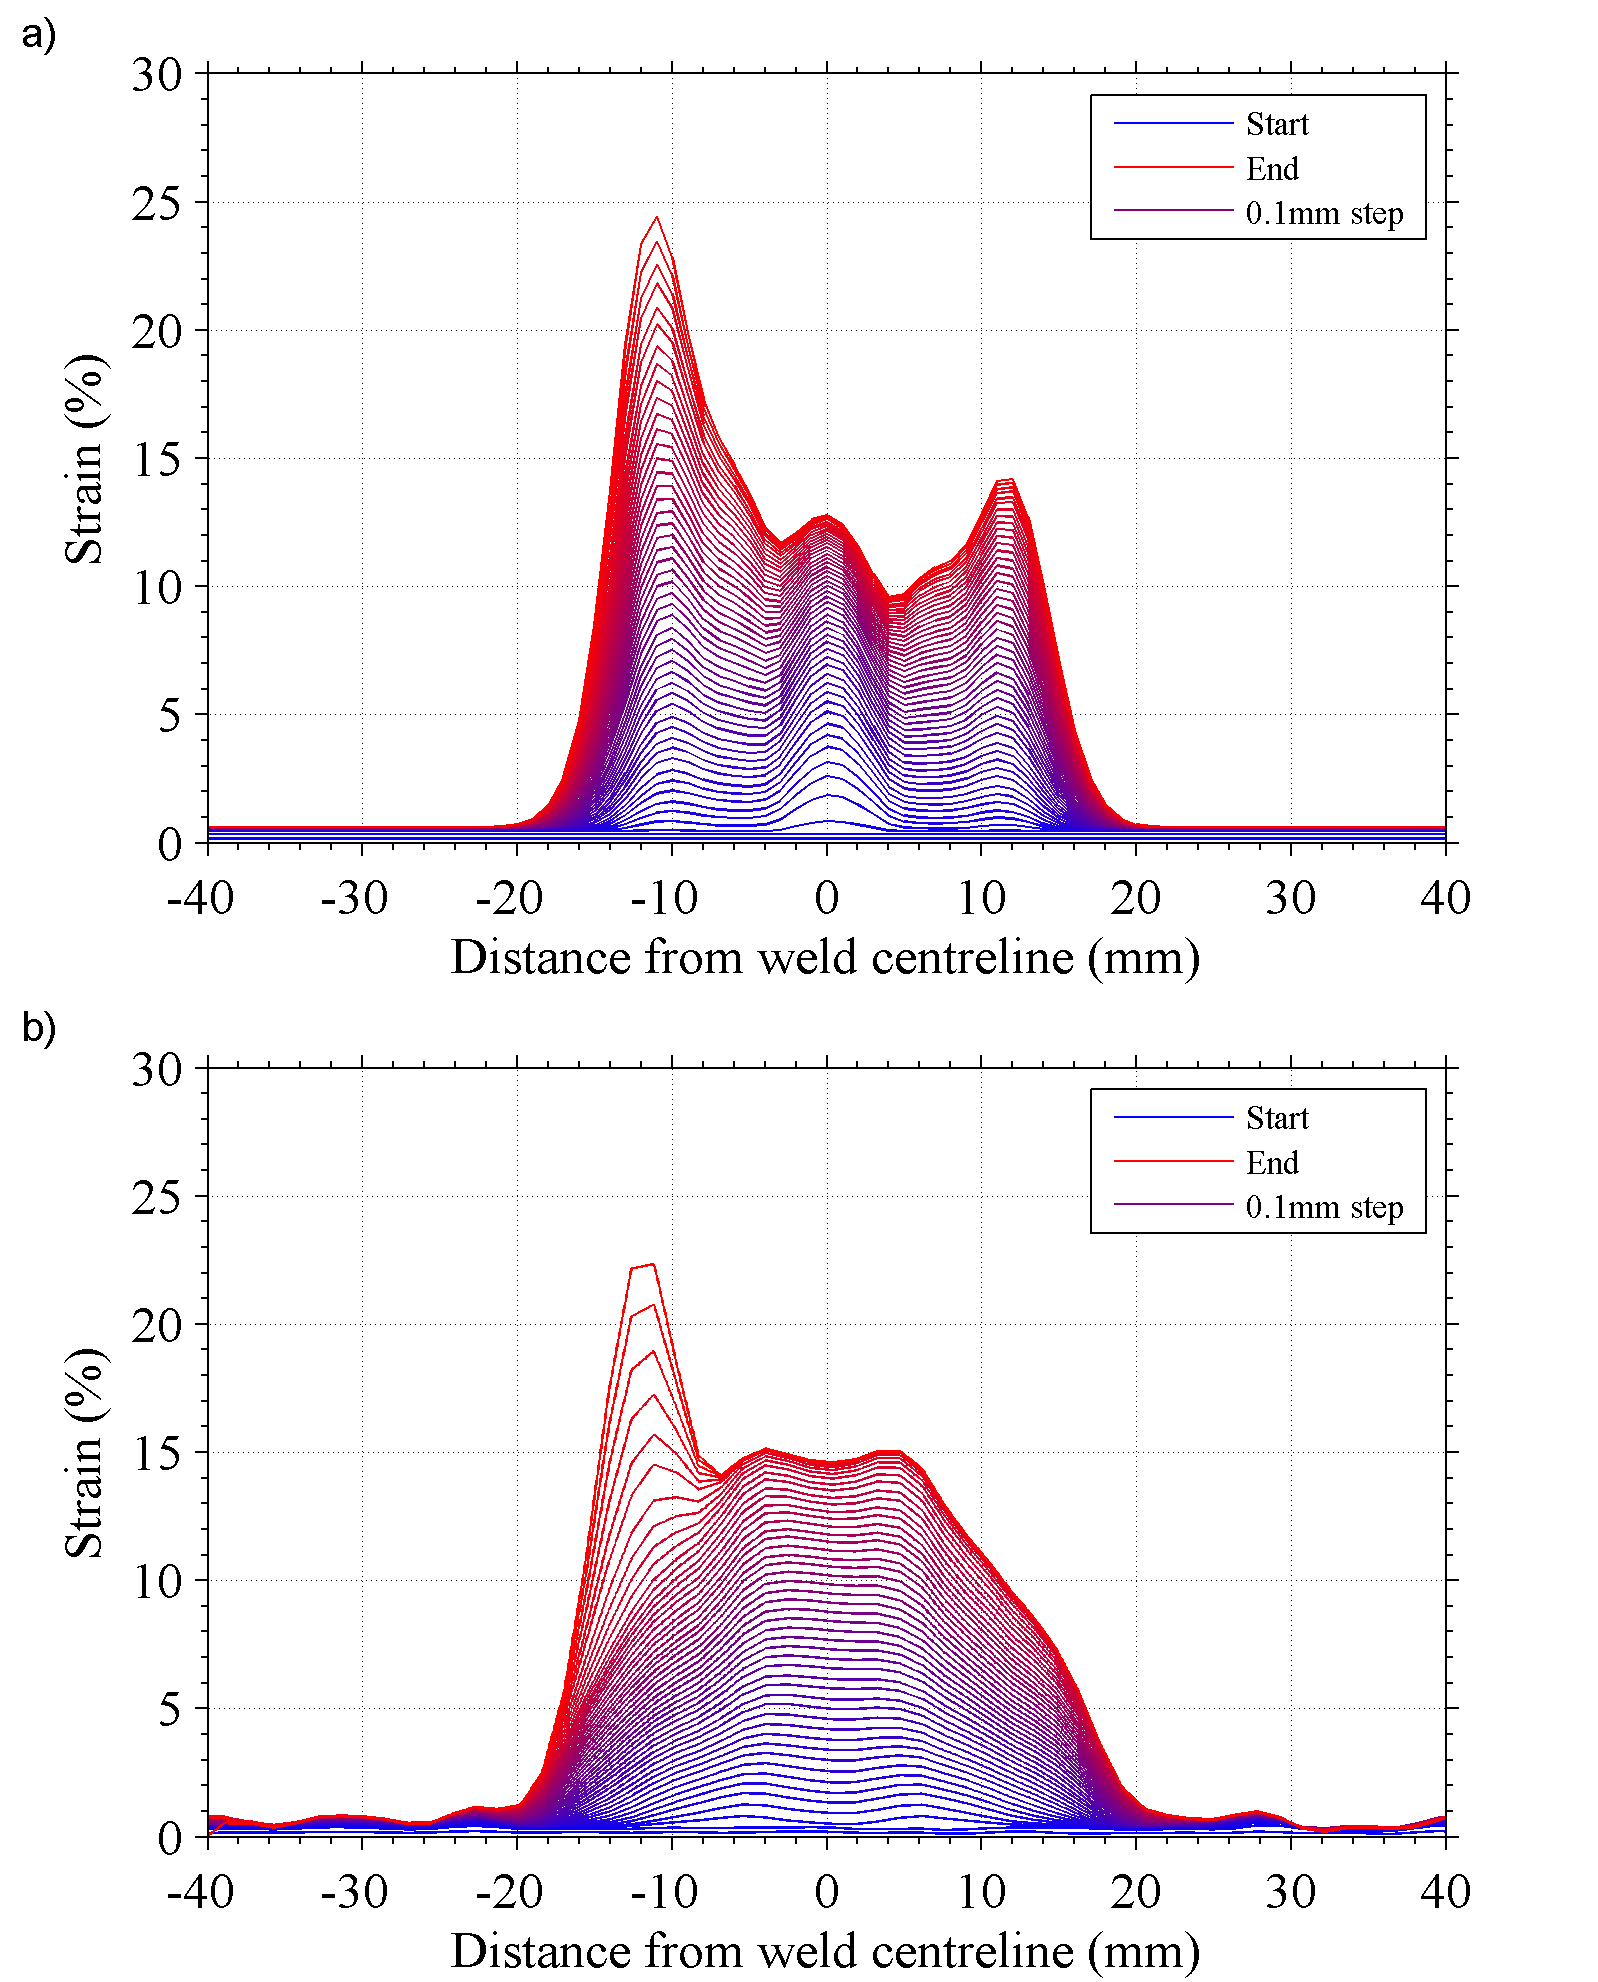 a)
30
25
20
15
10
5
0
Strain (%)
Start
End
0.1mm step
-40 -30 -20 -10 0 10 20 30 40
Distance from weld centreline (mm)
b)
30
25
20
15
10
5
0
Strain (%)
Start
End
0.1mm step
-40 -30 -20 -10 0 10 20 30 40
Distance from weld centreline (mm)